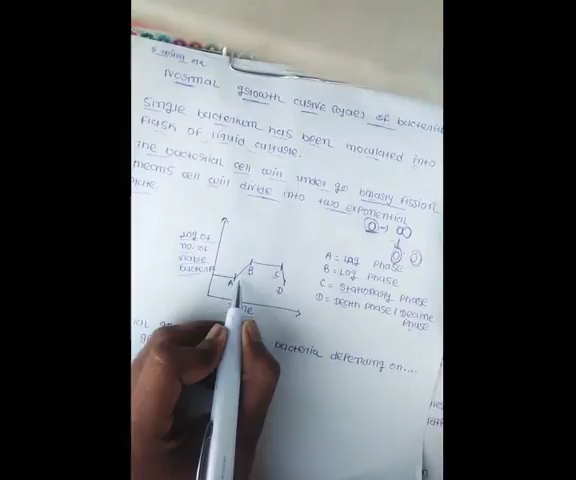 Normal growth curve (cycle) of bacteria
Single bacterium has been inoculated into
flask of liquid culture.
The bacterial cell will under go binary fission
means cell will divide into two exponential
Log of
no. of
viable
bacteria
A
B
C
D
A = Lag phase
B = Log phase
C = Stationary phase
D = Death phase / Decline
phase
bacteria depending on....